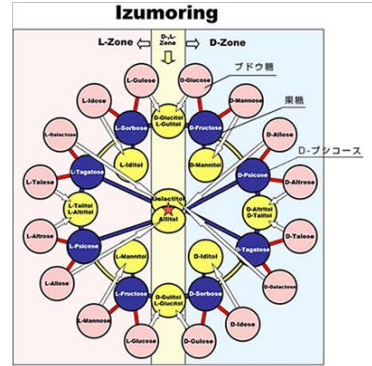 Izumoring
L-Zone
D,L-
Zone
D-Zone
ブドウ糖
L-Gulose
D-Glucose
L-Idose
D-Mannose
果糖
L-Sorbose
D-Glucitol
L-Gulitol
D-Fructose
L-Galactose
D-Allose
D-プシコース
L-Iditol
D-Mannitol
L-Tagatose
D-Psicose
L-Talose
D-Altrose
Galactitol
L-Talitol
L-Altritol
D-Altritol
D-Talitol
Allitol
L-Altrose
D-Talose
L-Psicose
D-Tagatose
L-Mannitol
D-Iditol
L-Allose
D-Galactose
L-Fructose
D-Gulitol
L-Glucitol
D-Sorbose
L-Mannose
D-Idose
L-Glucose
D-Gulose